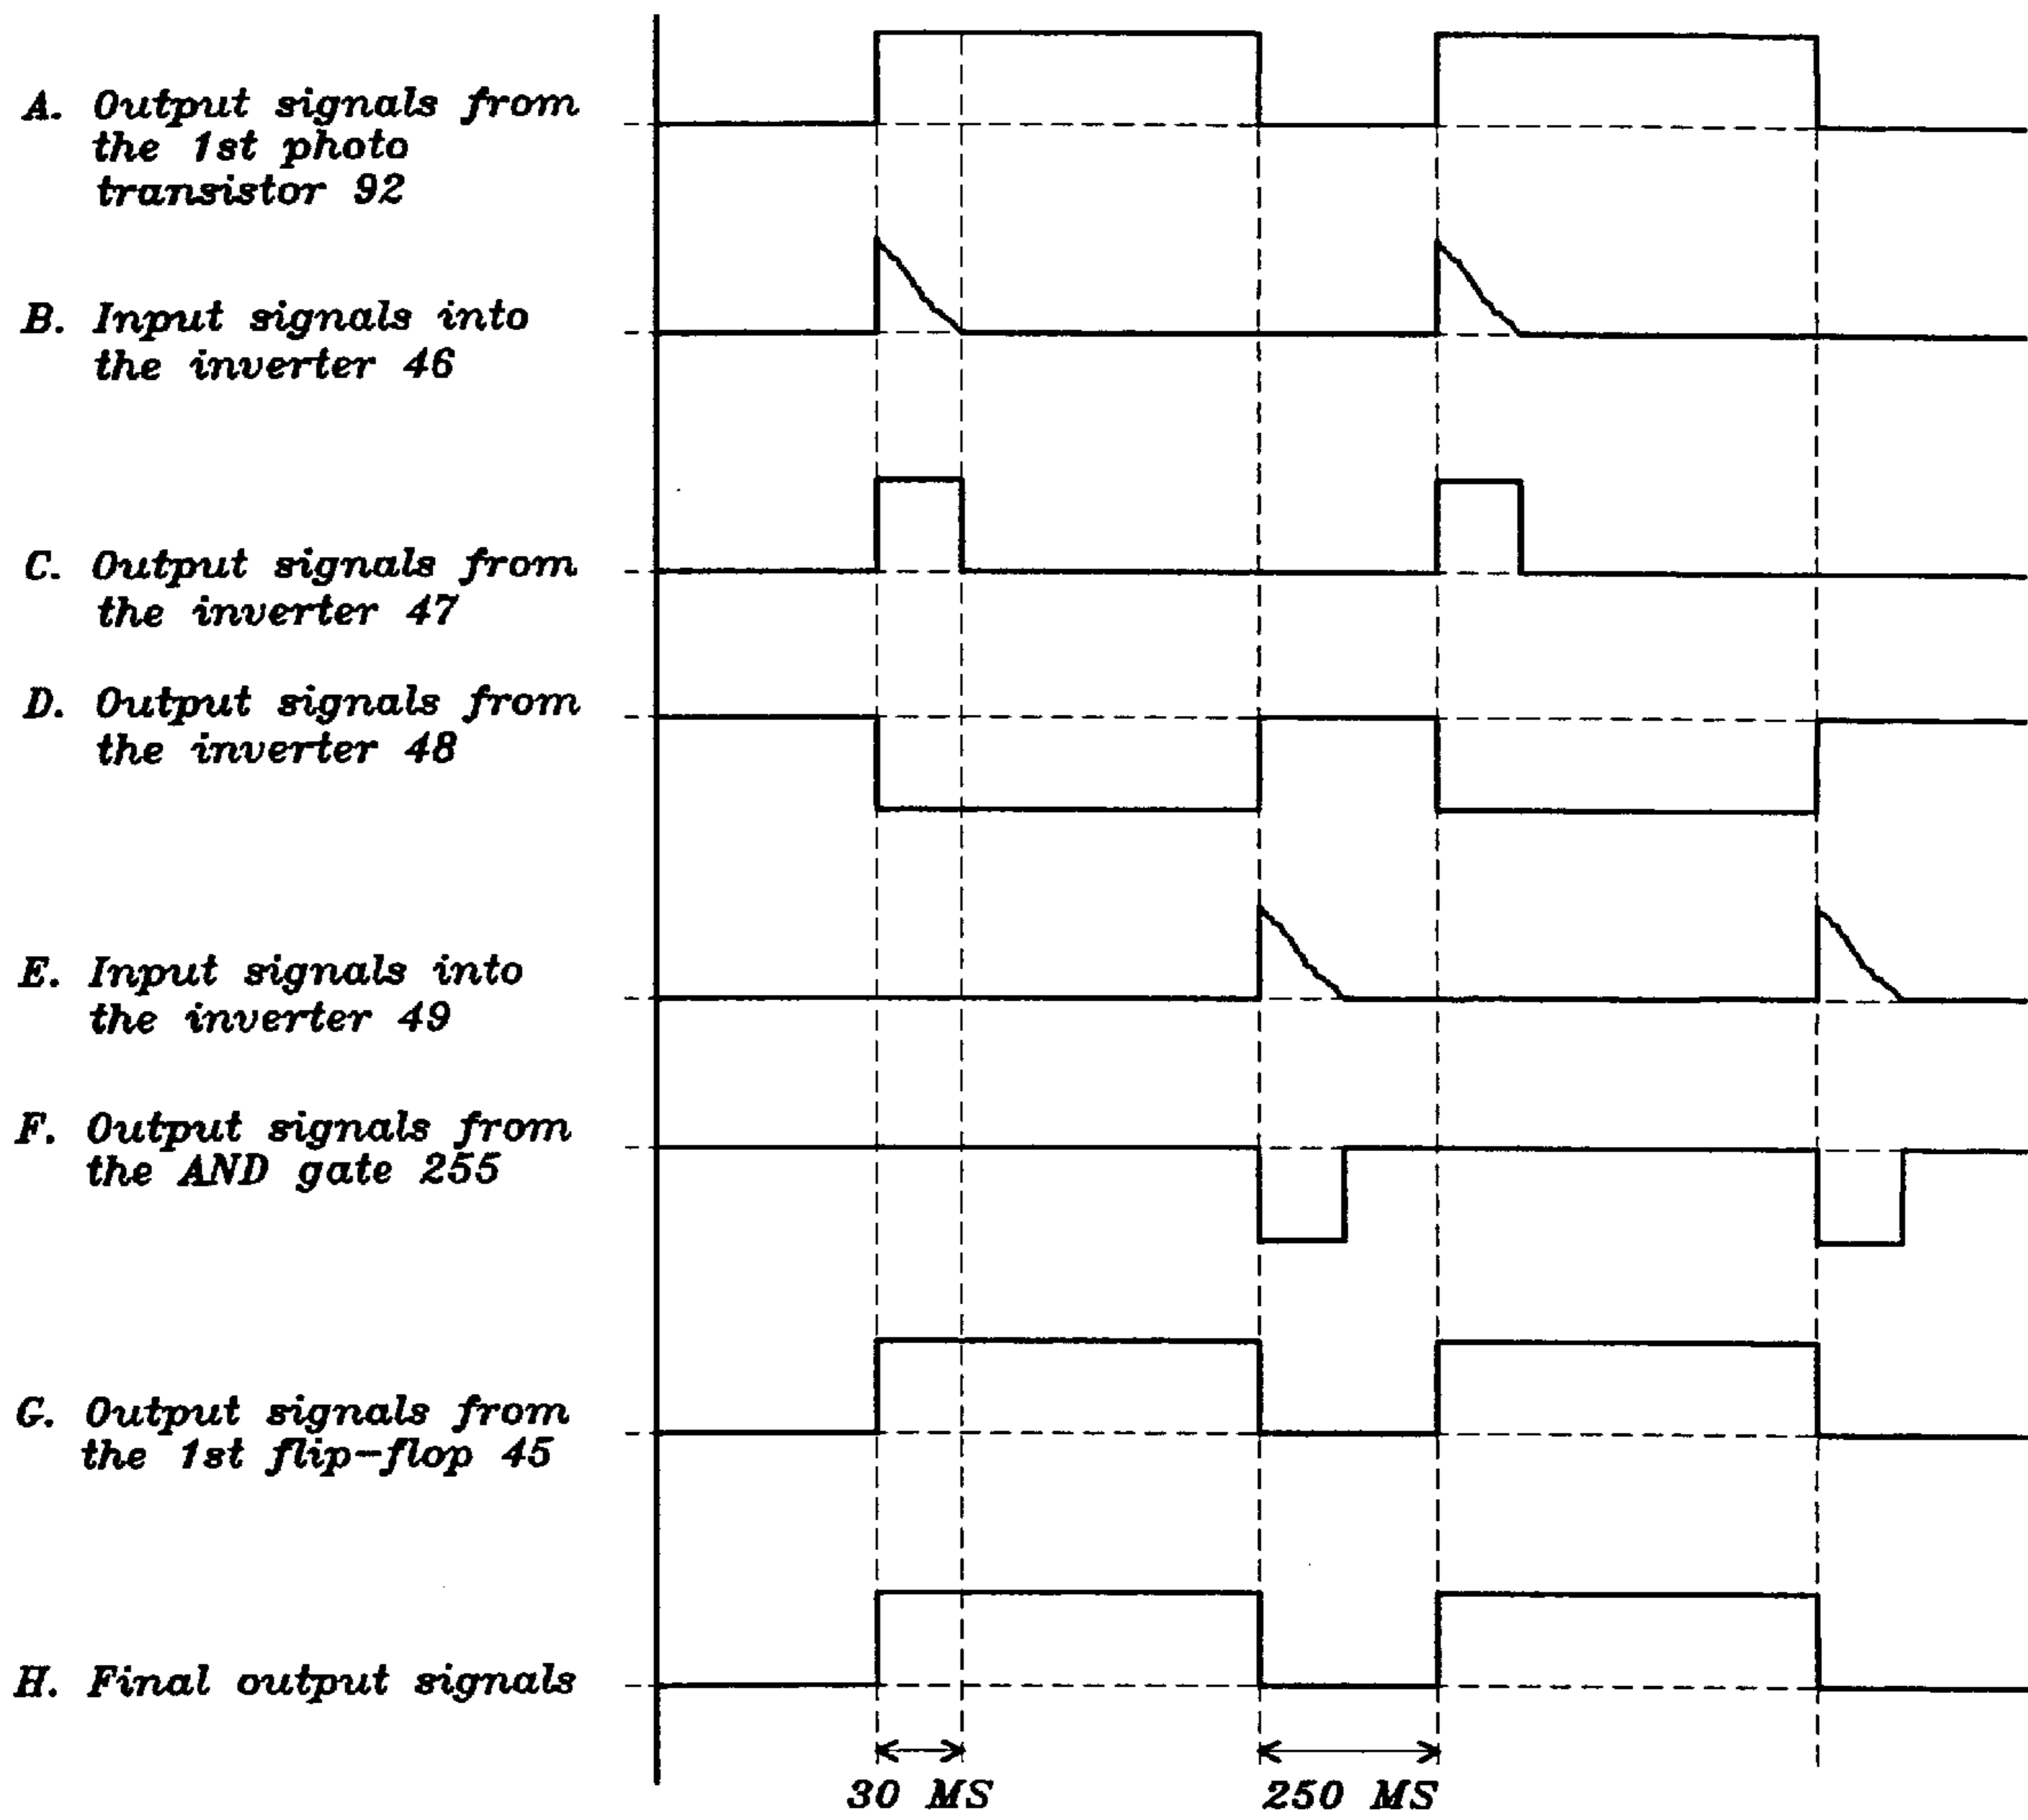 A. Output signals from
the 1st photo
transistor 92
B. Input signals into
the inverter 46
C. Output signals from
the inverter 47
D. Output signals from
the inverter 48
E. Input signals into
the inverter 49
F. Output signals from
the AND gate 255
G. Output signals from
the 1st flip-flop 45
H. Final output signals
30 MS
250 MS